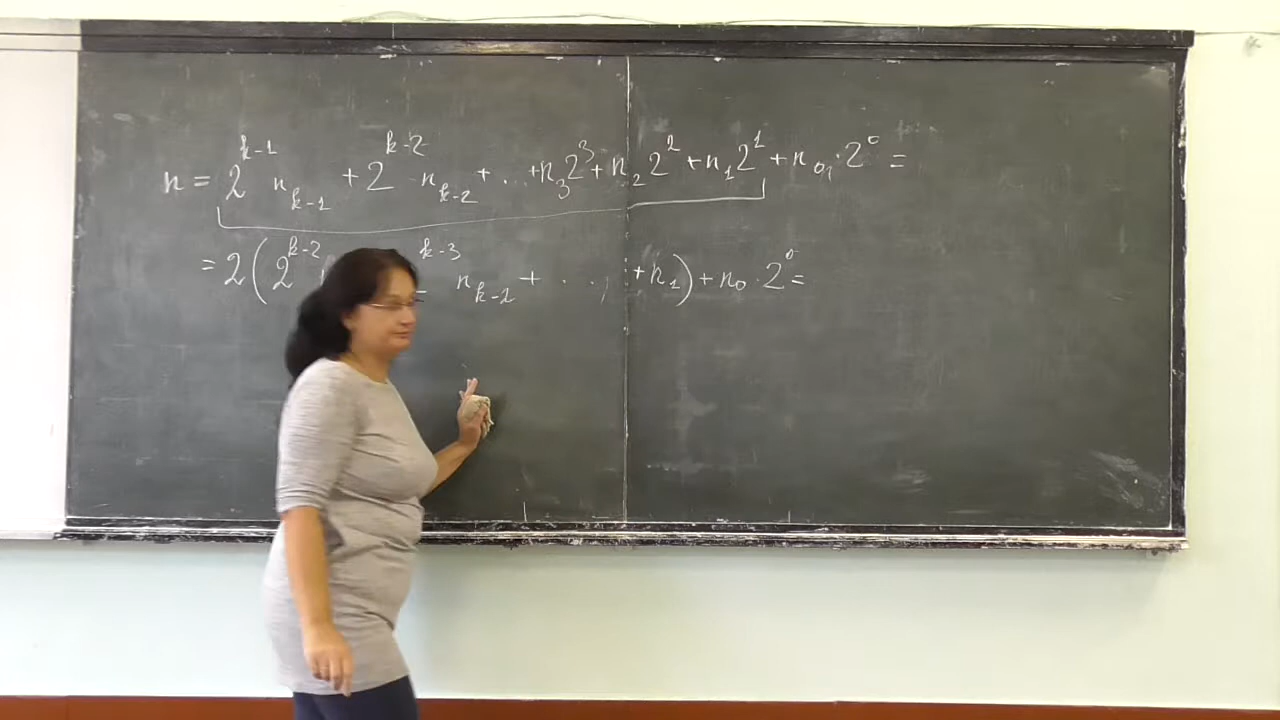 n = 2^{k-1} n_{k-1} + 2^{k-2} n_{k-2} + ... + n_3 2^3 + n_2 2^2 + n_1 2^1 + n_0, · 2^0 =
= 2 ( 2^{k-2} k-3 n_{k-2} + . . , : + n_1 ) + n_0 · 2^0 =